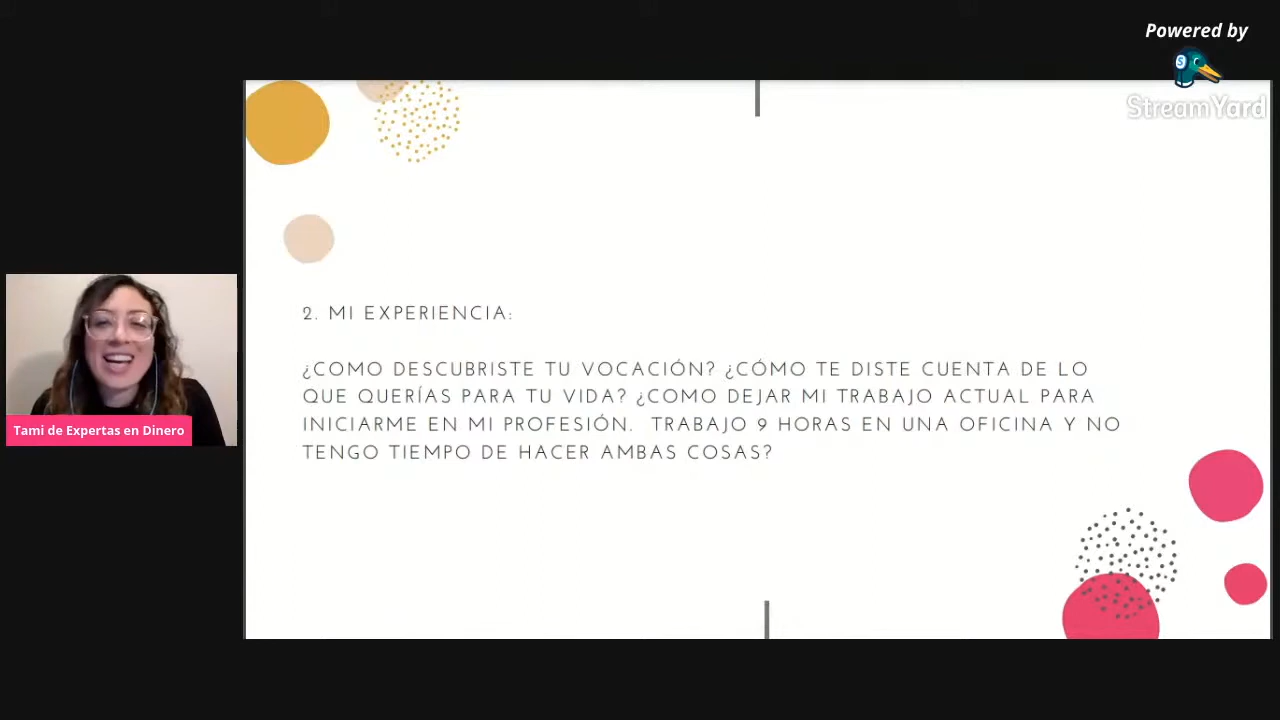 Powered by
StreamYard
2. MI EXPERIENCIA:
¿COMO DESCUBRISTE TU VOCACIÓN? ¿CÓMO TE DISTE CUENTA DE LO
QUE QUERÍAS PARA TU VIDA? ¿COMO DEJAR MI TRABAJO ACTUAL PARA
INICIARME EN MI PROFESIÓN. TRABAJO 9 HORAS EN UNA OFICINA Y NO
TENGO TIEMPO DE HACER AMBAS COSAS?
Tami de Expertas en Dinero